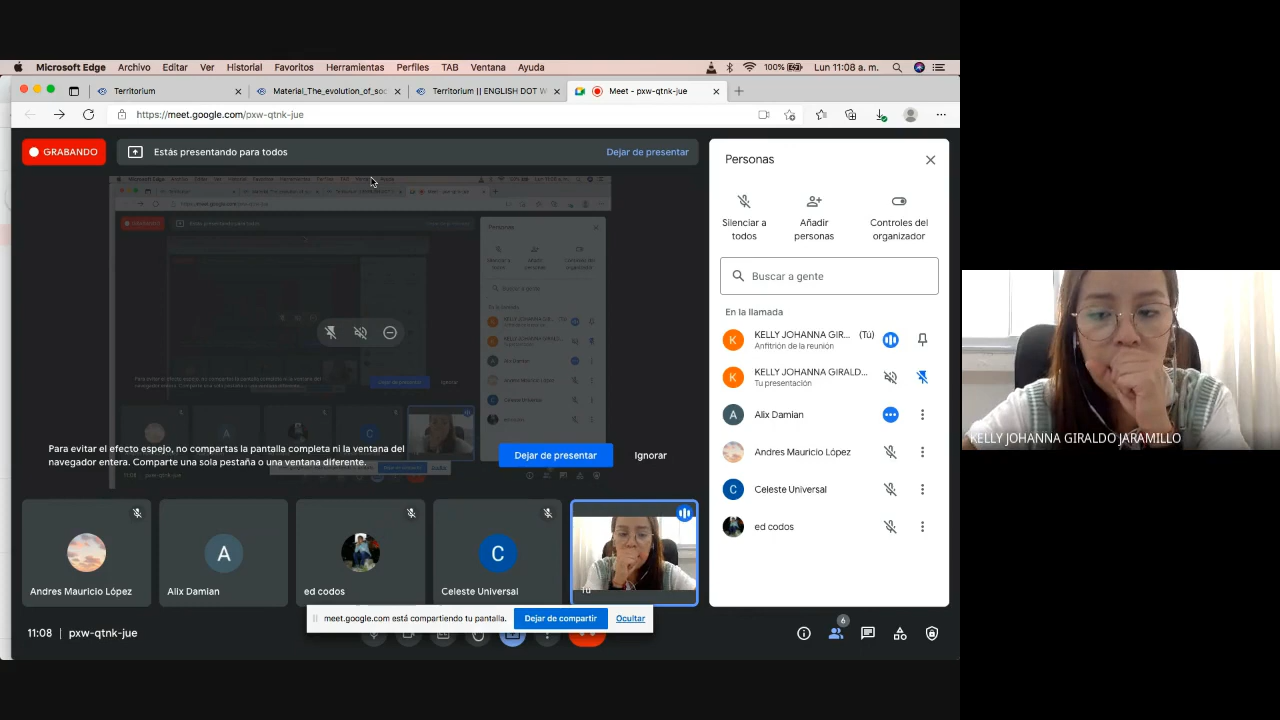 Microsoft Edge Archivo Editar Ver Historial Favoritos Herramientas Perfiles TAB Ventana Ayuda 100% Lun 11:08 a. m.
Territorium Material_The_evolution_of_soc Territorium || ENGLISH DOT W Meet - pxw-qtnk-jue
https://meet.google.com/pxw-qtnk-jue
GRABANDO Estás presentando para todos Dejar de presentar
Personas
Silenciar a
todos
Añadir
personas
Controles del
organizador
Buscar a gente
En la llamada
K KELLY JOHANNA GIR... (Tú)
Anfitrión de la reunión
K KELLY JOHANNA GIRALD...
Tu presentación
A Alix Damian
Andres Mauricio López
C Celeste Universal
ed codos
Para evitar el efecto espejo, no compartas la pantalla completa ni la ventana del
navegador entera. Comparte una sola pestaña o una ventana diferente.
Dejar de presentar Ignorar
Andres Mauricio López
A
Alix Damian
ed codos
C
Celeste Universal
Tú
meet.google.com está compartiendo tu pantalla. Dejar de compartir Ocultar
11:08 | pxw-qtnk-jue
6
KELLY JOHANNA GIRALDO JARAMILLO